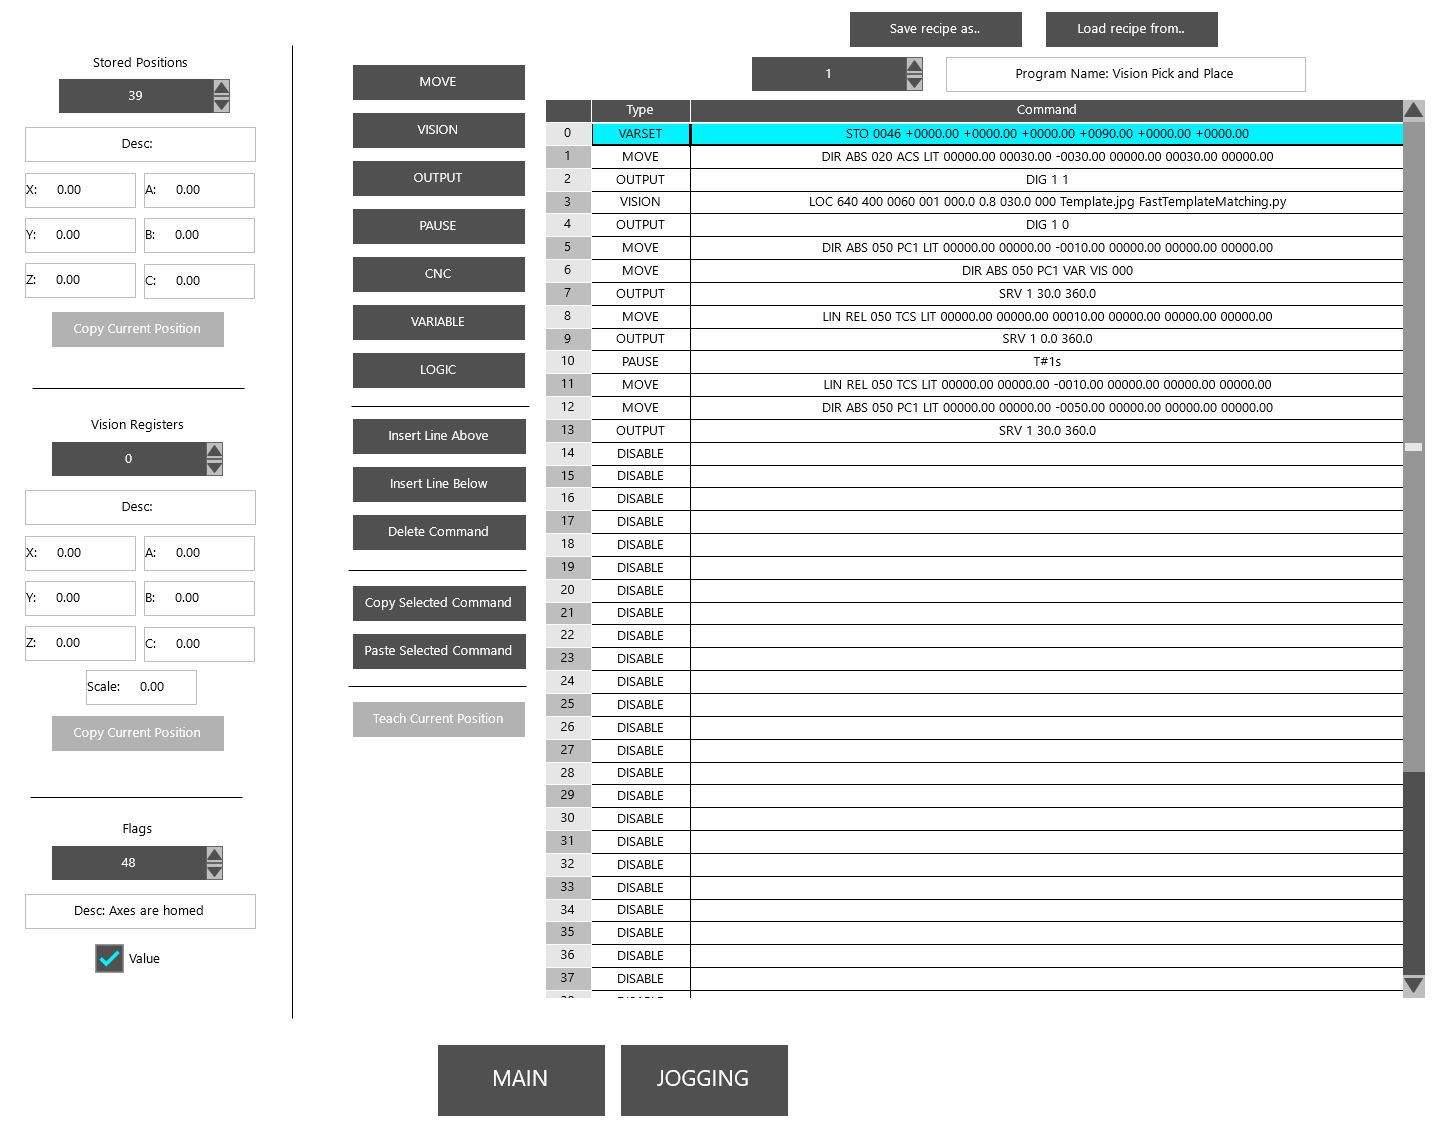 Save recipe as..
Load recipe from..
Stored Positions
39
Desc:
X: 0.00
A: 0.00
Y: 0.00
B: 0.00
Z: 0.00
C: 0.00
Copy Current Position
Vision Registers
0
Desc:
X: 0.00
A: 0.00
Y: 0.00
B: 0.00
Z: 0.00
C: 0.00
Scale: 0.00
Copy Current Position
Flags
48
Desc: Axes are homed
Value
MOVE
VISION
OUTPUT
PAUSE
CNC
VARIABLE
LOGIC
Insert Line Above
Insert Line Below
Delete Command
Copy Selected Command
Paste Selected Command
Teach Current Position
1
Program Name: Vision Pick and Place
Type Command
0 VARSET STO 0046 +0000.00 +0000.00 +0000.00 +0090.00 +0000.00 +0000.00
1 MOVE DIR ABS 020 ACS LIT 00000.00 00030.00 -0030.00 00000.00 00030.00 00000.00
2 OUTPUT DIG 1 1
3 VISION LOC 640 400 0060 001 000.0 0.8 030.0 000 Template.jpg FastTemplateMatching.py
4 OUTPUT DIG 1 0
5 MOVE DIR ABS 050 PC1 LIT 00000.00 00000.00 -0010.00 00000.00 00000.00 00000.00
6 MOVE DIR ABS 050 PC1 VAR VIS 000
7 OUTPUT SRV 1 30.0 360.0
8 MOVE LIN REL 050 TCS LIT 00000.00 00000.00 00010.00 00000.00 00000.00 00000.00
9 OUTPUT SRV 1 0.0 360.0
10 PAUSE T#1s
11 MOVE LIN REL 050 TCS LIT 00000.00 00000.00 -0010.00 00000.00 00000.00 00000.00
12 MOVE DIR ABS 050 PC1 LIT 00000.00 00000.00 -0050.00 00000.00 00000.00 00000.00
13 OUTPUT SRV 1 30.0 360.0
14 DISABLE
15 DISABLE
16 DISABLE
17 DISABLE
18 DISABLE
19 DISABLE
20 DISABLE
21 DISABLE
22 DISABLE
23 DISABLE
24 DISABLE
25 DISABLE
26 DISABLE
27 DISABLE
28 DISABLE
29 DISABLE
30 DISABLE
31 DISABLE
32 DISABLE
33 DISABLE
34 DISABLE
35 DISABLE
36 DISABLE
37 DISABLE
MAIN
JOGGING